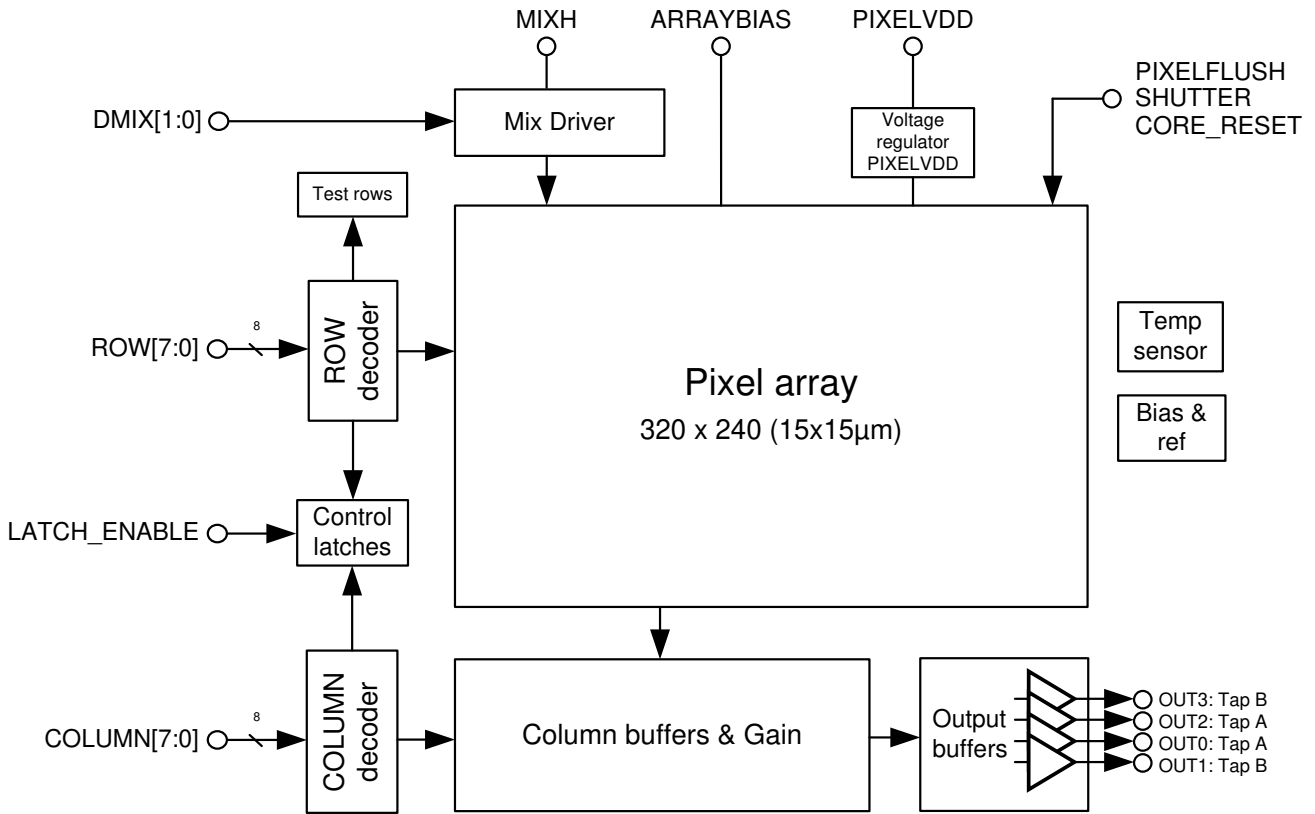 MIXH
ARRAYBIAS
PIXELVDD
PIXELFLUSH
SHUTTER
CORE_RESET
DMIX[1:0]
Mix Driver
Voltage
regulator
PIXELVDD
Test rows
ROW[7:0]
8
ROW
decoder
Pixel array
320 x 240 (15x15µm)
Temp
sensor
Bias &
ref
LATCH_ENABLE
Control
latches
COLUMN[7:0]
8
COLUMN
decoder
Column buffers & Gain
Output
buffers
OUT3: Tap B
OUT2: Tap A
OUT0: Tap A
OUT1: Tap B